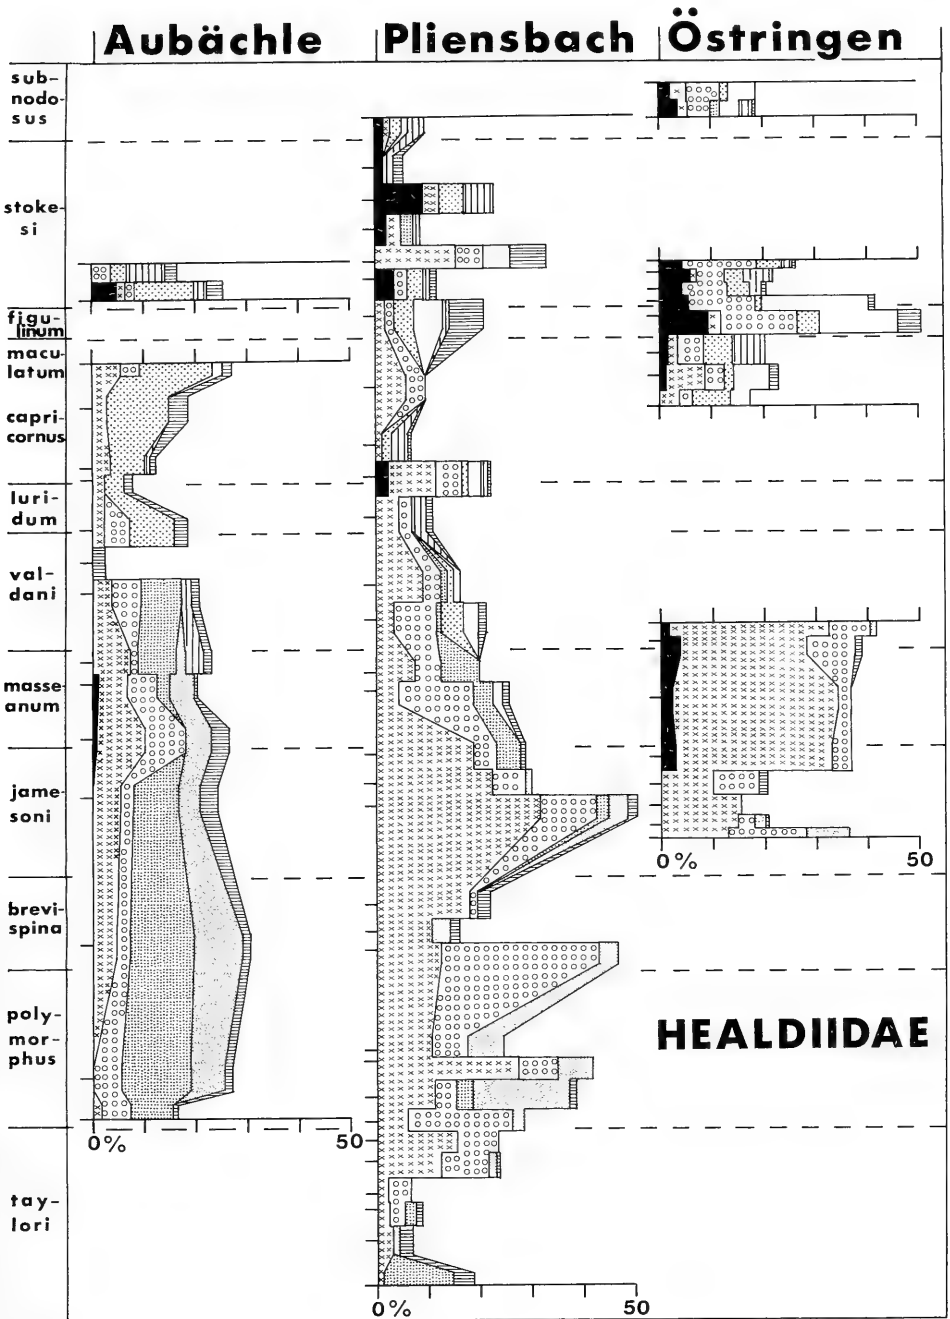 Aubächle Pliensbach Östringen
sub-
nodo-
sus
stoke-
si
figu-
linum
macu-
latum
capri-
cornus
luri-
dum
val-
dani
masse-
anum
jame-
soni
0% 50
brevi-
spina
poly-
mor-
phus
HEALDIIDAE
0% 50
tay-
lori
0% 50